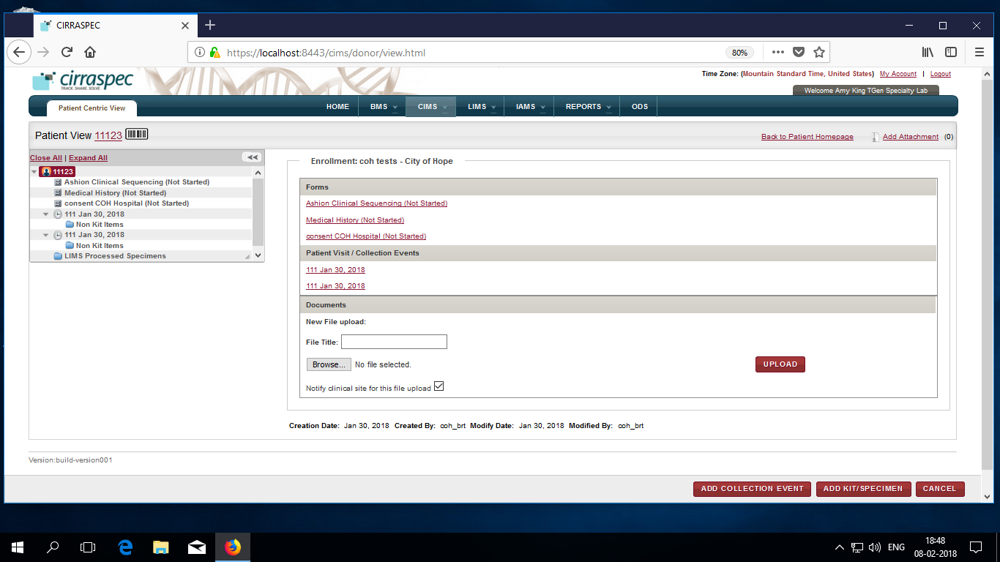 CIRRASPEC
https://localhost:8443/cims/donor/view.html
80%
cirraspec
TRACK. SHARE. SOLVE.
Time Zone: (Mountain Standard Time, United States) My Account | Logout
Welcome Amy King TGen Specialty Lab
Patient Centric View
HOME BMS CIMS LIMS IAMS REPORTS ODS
Patient View 11123
Back to Patient Homepage Add Attachment (0)
Close All | Expand All
11123
Ashion Clinical Sequencing (Not Started)
Medical History (Not Started)
consent COH Hospital (Not Started)
111 Jan 30, 2018
Non Kit Items
111 Jan 30, 2018
Non Kit Items
LIMS Processed Specimens
Enrollment: coh tests - City of Hope
Forms
Ashion Clinical Sequencing (Not Started)
Medical History (Not Started)
consent COH Hospital (Not Started)
Patient Visit / Collection Events
111 Jan 30, 2018
111 Jan 30, 2018
Documents
New File upload:
File Title:
Browse... No file selected.
UPLOAD
Notify clinical site for this file upload
Creation Date: Jan 30, 2018 Created By: coh_brt Modify Date: Jan 30, 2018 Modified By: coh_brt
Version:build-version001
ADD COLLECTION EVENT ADD KIT/SPECIMEN CANCEL
ENG
18:48
08-02-2018